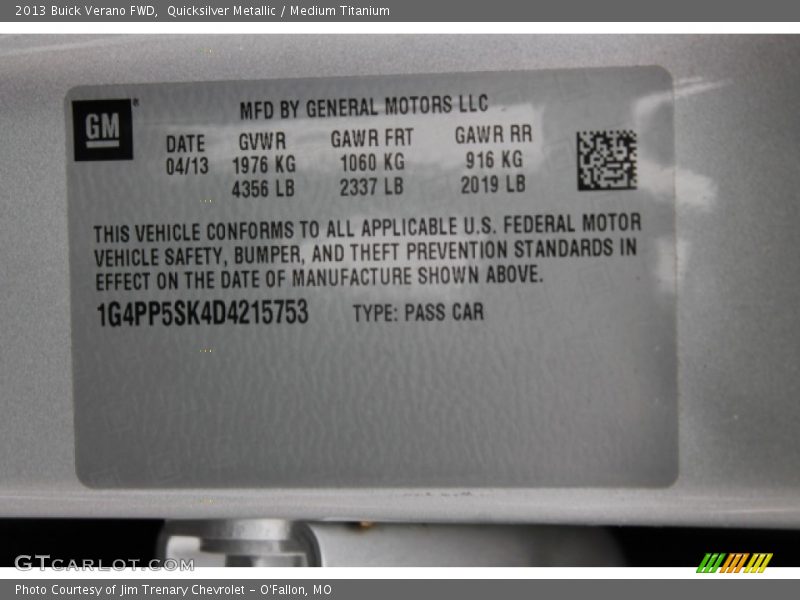 2013 Buick Verano FWD,  Quicksilver Metallic / Medium Titanium
GM ®
MFD BY GENERAL MOTORS LLC
DATE GVWR GAWR FRT GAWR RR
04/13 1976 KG 1060 KG 916 KG
4356 LB 2337 LB 2019 LB
THIS VEHICLE CONFORMS TO ALL APPLICABLE U.S. FEDERAL MOTOR
VEHICLE SAFETY, BUMPER, AND THEFT PREVENTION STANDARDS IN
EFFECT ON THE DATE OF MANUFACTURE SHOWN ABOVE.
1G4PP5SK4D4215753 TYPE: PASS CAR
GTCARLOT.COM
Photo Courtesy of Jim Trenary Chevrolet - O'Fallon, MO